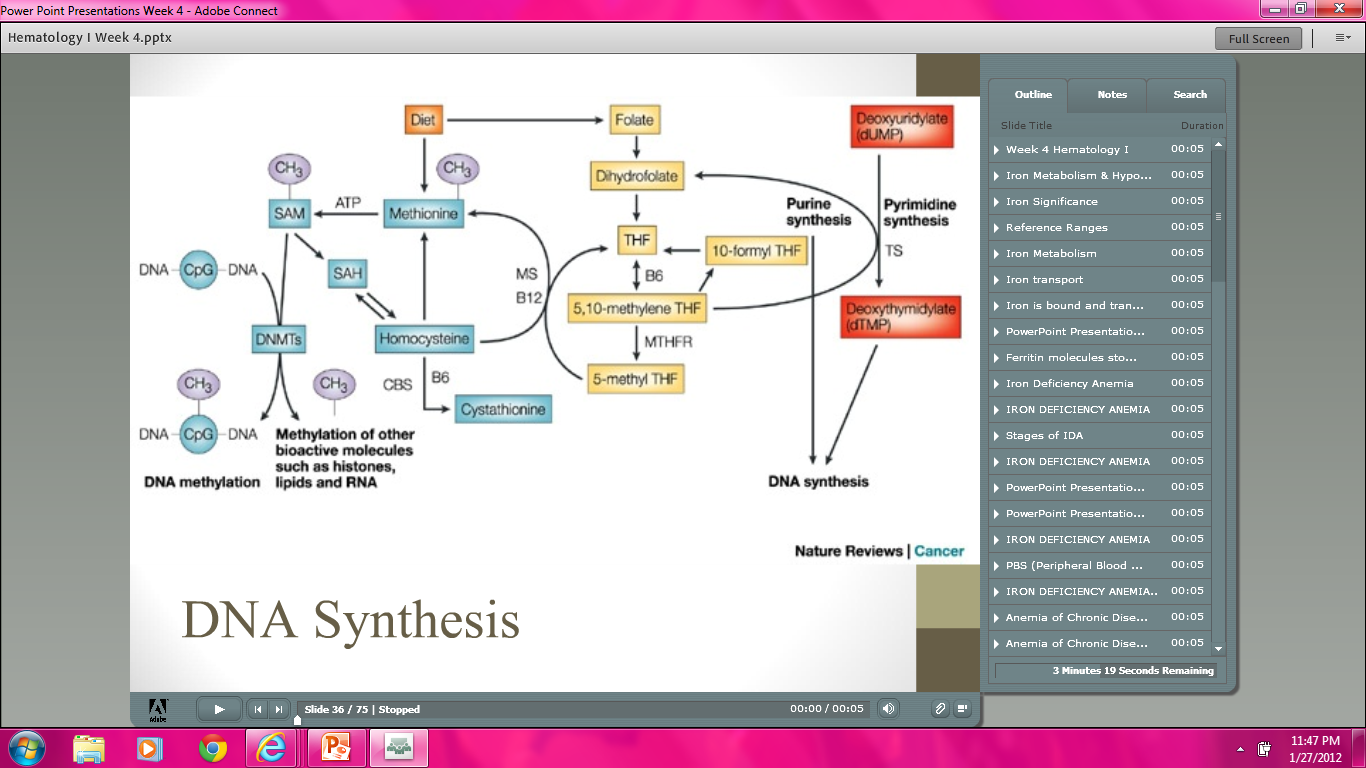 Power Point Presentations Week 4 - Adobe Connect
Hematology I Week 4.pptx
Full Screen
Diet
Folate
Deoxyuridylate
(dUMP)
CH3
CH3
Dihydrofolate
ATP
SAM
Methionine
Purine
synthesis
Pyrimidine
synthesis
THF
10-formyl THF
TS
DNA
CpG
DNA
SAH
MS
B12
B6
5,10-methylene THF
Deoxythymidylate
(dTMP)
DNMTs
Homocysteine
MTHFR
5-methyl THF
CH3
CH3
CBS
B6
Cystathionine
DNA
CpG
DNA
Methylation of other
bioactive molecules
such as histones,
lipids and RNA
DNA methylation
DNA synthesis
Nature Reviews | Cancer
DNA Synthesis
Outline
Notes
Search
Slide Title Duration
Week 4 Hematology I 00:05
Iron Metabolism & Hypo... 00:05
Iron Significance 00:05
Reference Ranges 00:05
Iron Metabolism 00:05
Iron transport 00:05
Iron is bound and tran... 00:05
PowerPoint Presentatio... 00:05
Ferritin molecules sto... 00:05
Iron Deficiency Anemia 00:05
IRON DEFICIENCY ANEMIA 00:05
Stages of IDA 00:05
IRON DEFICIENCY ANEMIA 00:05
PowerPoint Presentatio... 00:05
PowerPoint Presentatio... 00:05
IRON DEFICIENCY ANEMIA 00:05
PBS (Peripheral Blood ... 00:05
IRON DEFICIENCY ANEMIA.. 00:05
Anemia of Chronic Dise... 00:05
Anemia of Chronic Dise... 00:05
3 Minutes 19 Seconds Remaining
Adobe
Slide 36 / 75 | Stopped
00:00 / 00:05
11:47 PM
1/27/2012